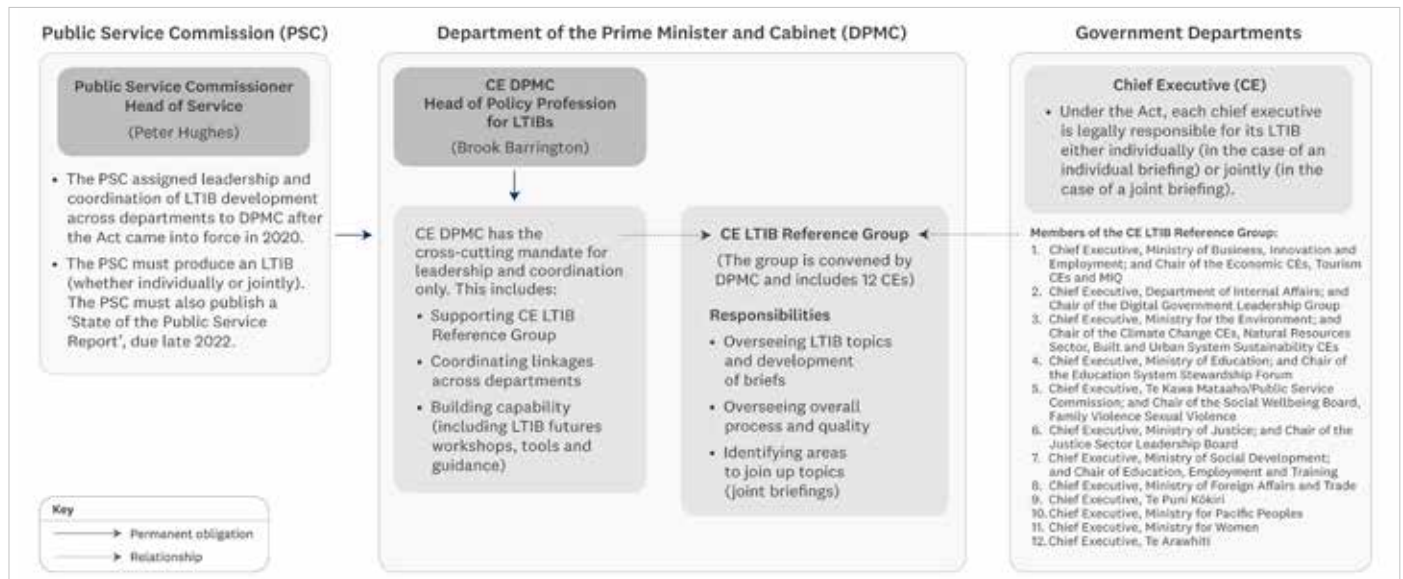 Public Service Commission (PSC)
Public Service Commissioner
Head of Service
(Peter Hughes)
• The PSC assigned leadership and
coordination of LTIB development
across departments to DPMC after
the Act came into force in 2020.
• The PSC must produce an LTIB
(whether individually or jointly).
The PSC must also publish a
'State of the Public Service
Report', due late 2022.
Key
Permanent obligation
Relationship
Department of the Prime Minister and Cabinet (DPMC)
CE DPMC
Head of Policy Profession
for LTIBs
(Brook Barrington)
CE DPMC has the
cross-cutting mandate for
leadership and coordination
only. This includes:
• Supporting CE LTIB
Reference Group
• Coordinating linkages
across departments
• Building capability
(including LTIB futures
workshops, tools and
guidance)
CE LTIB Reference Group
(The group is convened by
DPMC and includes 12 CEs)
Responsibilities
• Overseeing LTIB topics
and development
of briefs
• Overseeing overall
process and quality
• Identifying areas
to join up topics
(joint briefings)
Government Departments
Chief Executive (CE)
• Under the Act, each chief executive
is legally responsible for its LTIB
either individually (in the case of an
individual briefing) or jointly (in the
case of a joint briefing).
Members of the CE LTIB Reference Group:
1. Chief Executive, Ministry of Business, Innovation and
Employment; and Chair of the Economic CEs, Tourism
CEs and MIQ
2. Chief Executive, Department of Internal Affairs; and
Chair of the Digital Government Leadership Group
3. Chief Executive, Ministry for the Environment; and
Chair of the Climate Change CEs, Natural Resources
Sector, Built and Urban System Sustainability CEs
4. Chief Executive, Ministry of Education; and Chair of
the Education System Stewardship Forum
5. Chief Executive, Te Kawa Mataaho/Public Service
Commission; and Chair of the Social Wellbeing Board,
Family Violence Sexual Violence
6. Chief Executive, Ministry of Justice; and Chair of the
Justice Sector Leadership Board
7. Chief Executive, Ministry of Social Development;
and Chair of Education, Employment and Training
8. Chief Executive, Ministry of Foreign Affairs and Trade
9. Chief Executive, Te Puni Kōkiri
10. Chief Executive, Ministry for Pacific Peoples
11. Chief Executive, Ministry for Women
12. Chief Executive, Te Arawhiti